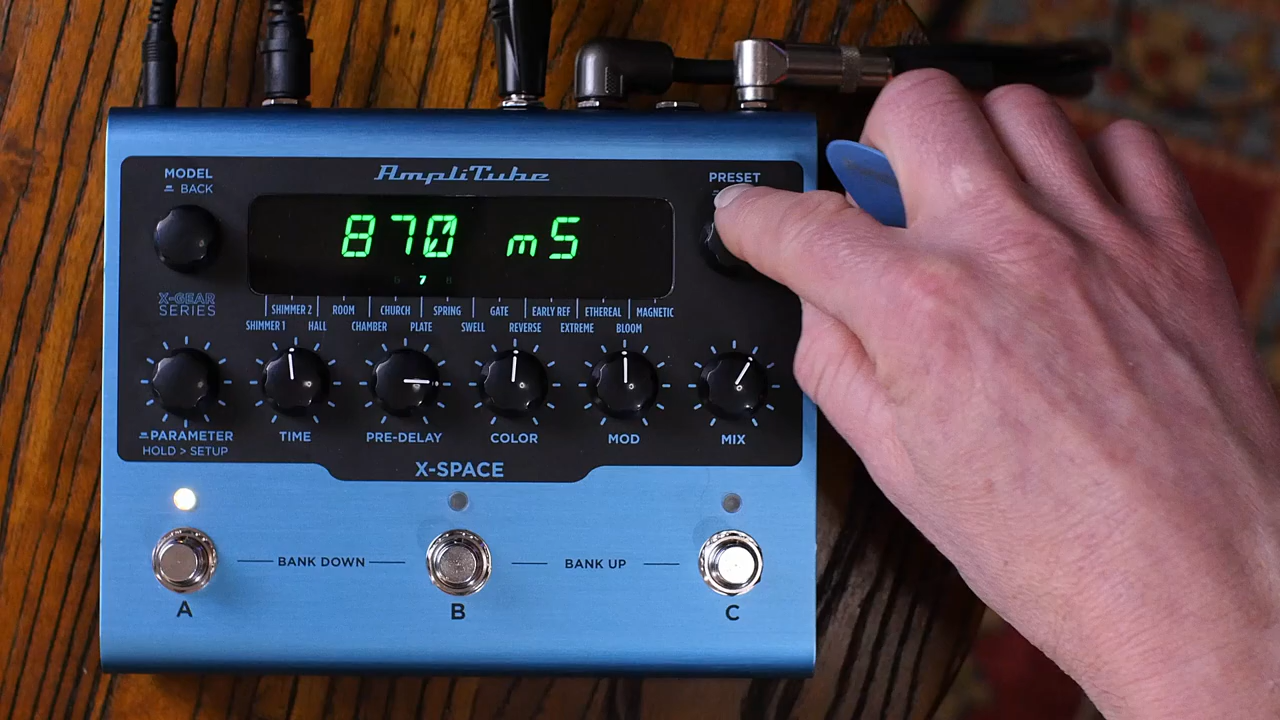 MODEL
BACK
AmpliTube
PRESET
870 mS
7
X-GEAR
SERIES
SHIMMER 2 ROOM CHURCH SPRING GATE EARLY REF ETHEREAL MAGNETIC
SHIMMER 1 HALL CHAMBER PLATE SWELL REVERSE EXTREME BLOOM
PARAMETER TIME PRE-DELAY COLOR MOD MIX
HOLD > SETUP
X-SPACE
BANK DOWN BANK UP
A B C